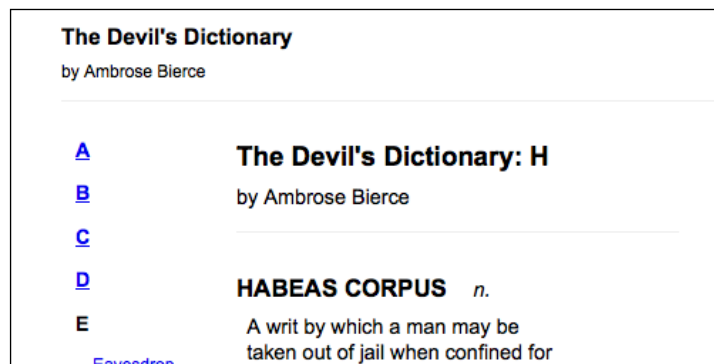 The Devil's Dictionary
by Ambrose Bierce
A
B
C
D
E
Eavesdrop
The Devil's Dictionary: H
by Ambrose Bierce
HABEAS CORPUS n.
A writ by which a man may be
taken out of jail when confined for